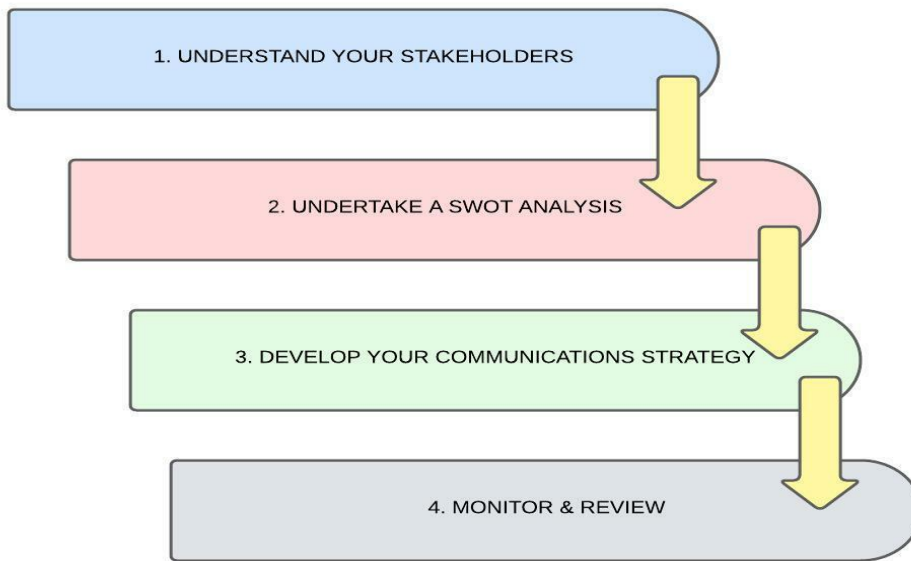 1. UNDERSTAND YOUR STAKEHOLDERS
2. UNDERTAKE A SWOT ANALYSIS
3. DEVELOP YOUR COMMUNICATIONS STRATEGY
4. MONITOR & REVIEW